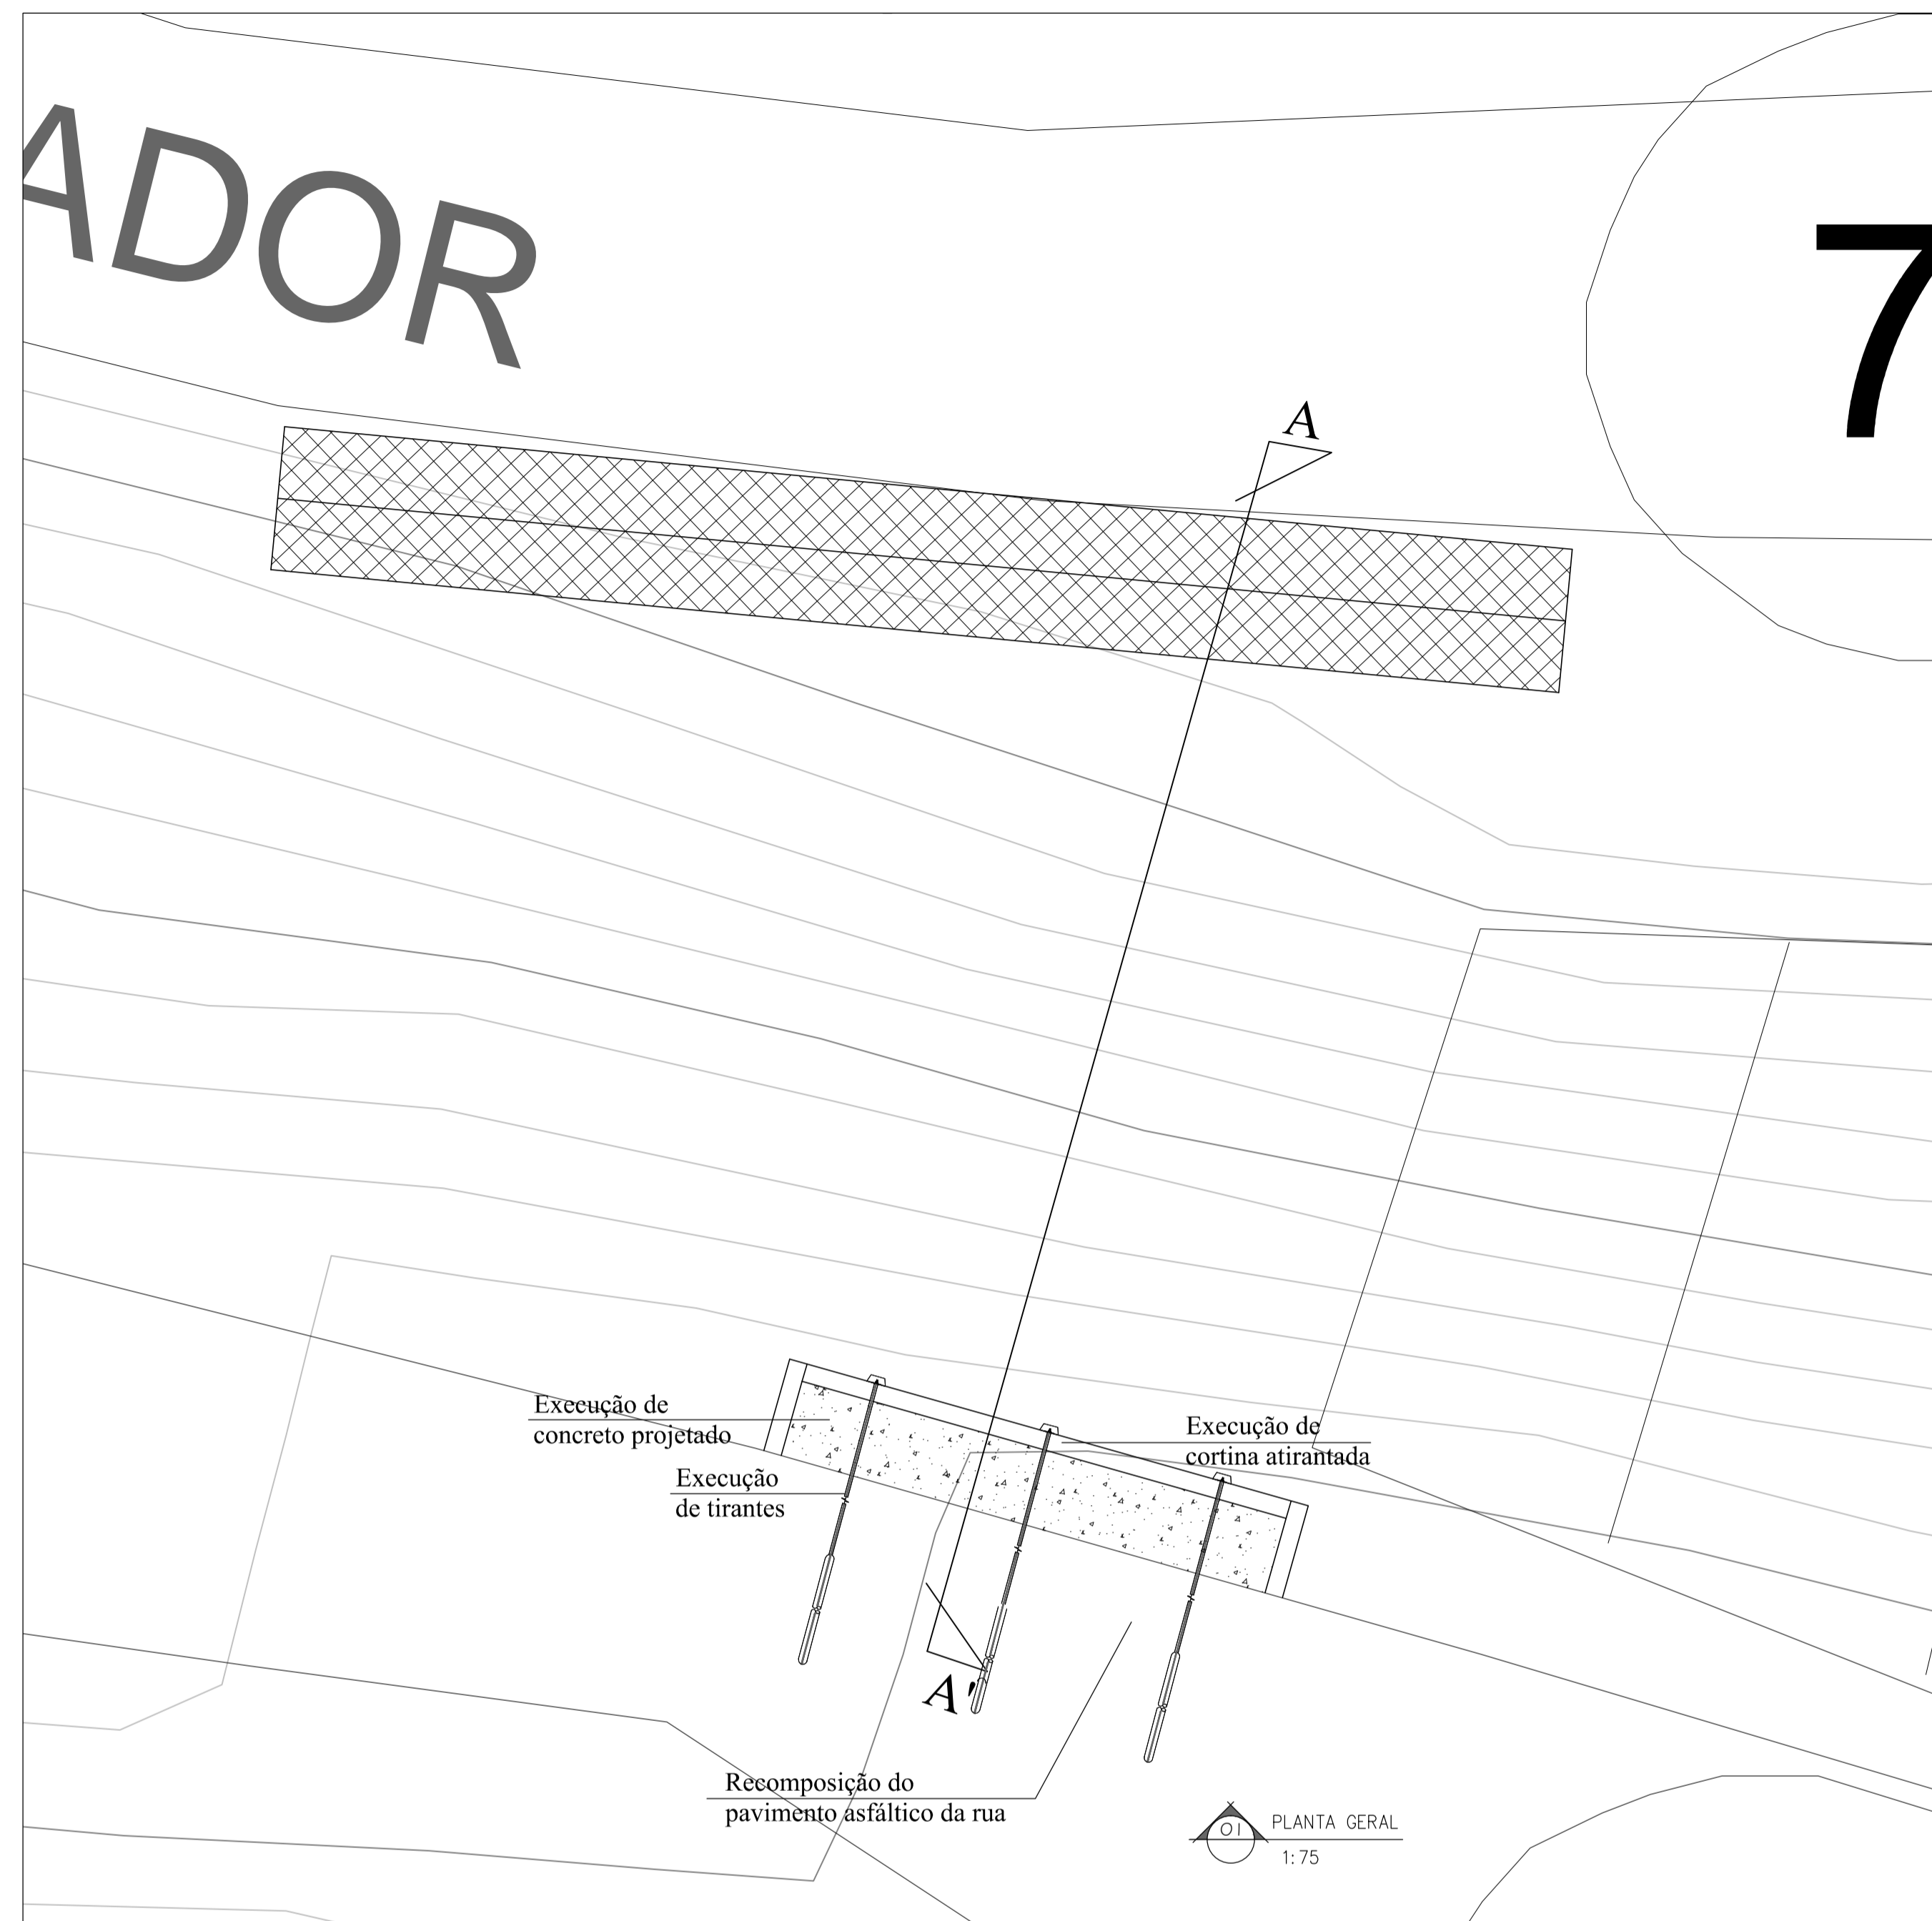 ADOR
7
A
Execução de
concreto projetado
Execução de
cortina atirantada
Execução
de tirantes
A'
Recomposição do
pavimento asfáltico da rua
01
PLANTA GERAL
1:75